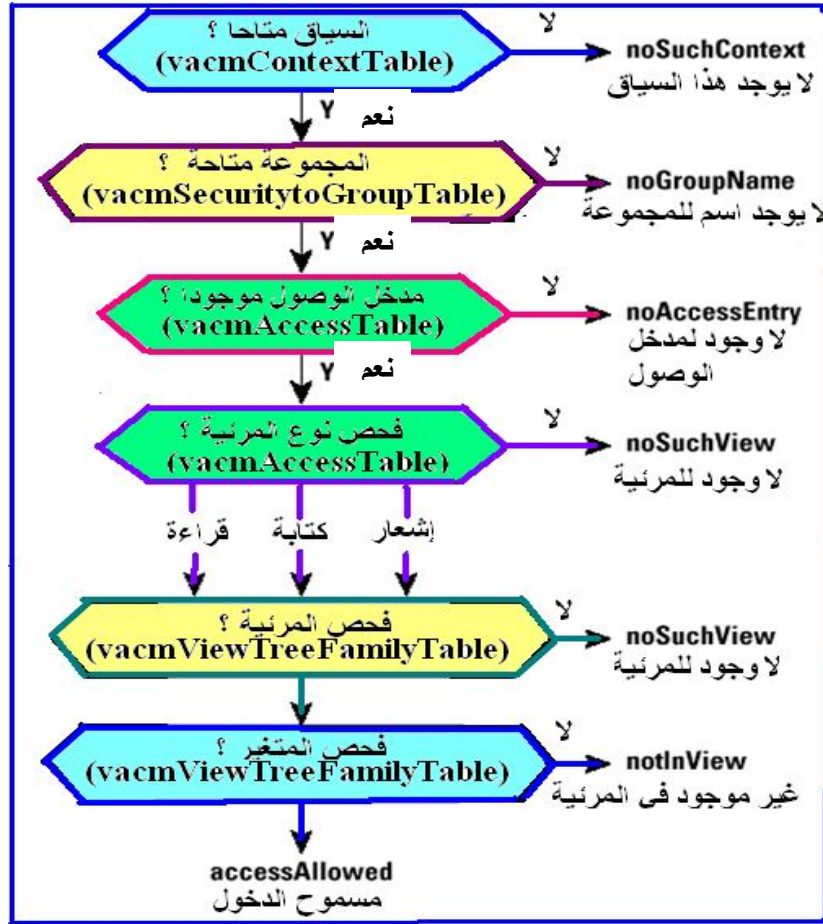 السياق متاحا ؟
(vacmContextTable)
لا
noSuchContext
لا يوجد هذا السياق
Y نعم
المجموعة متاحة ؟
(vacmSecuritytoGroupTable)
لا
noGroupName
لا يوجد اسم للمجموعة
Y نعم
مدخل الوصول موجودا ؟
(vacmAccessTable)
لا
noAccessEntry
لا وجود لمدخل
الوصول
Y نعم
فحص نوع المرئية ؟
(vacmAccessTable)
لا
noSuchView
لا وجود للمرئية
قراءة
كتابة
إشعار
فحص المرئية ؟
(vacmViewTreeFamilyTable)
لا
noSuchView
لا وجود للمرئية
فحص المتغير ؟
(vacmViewTreeFamilyTable)
لا
notInView
غير موجود في المرئية
accessAllowed
مسموح الدخول